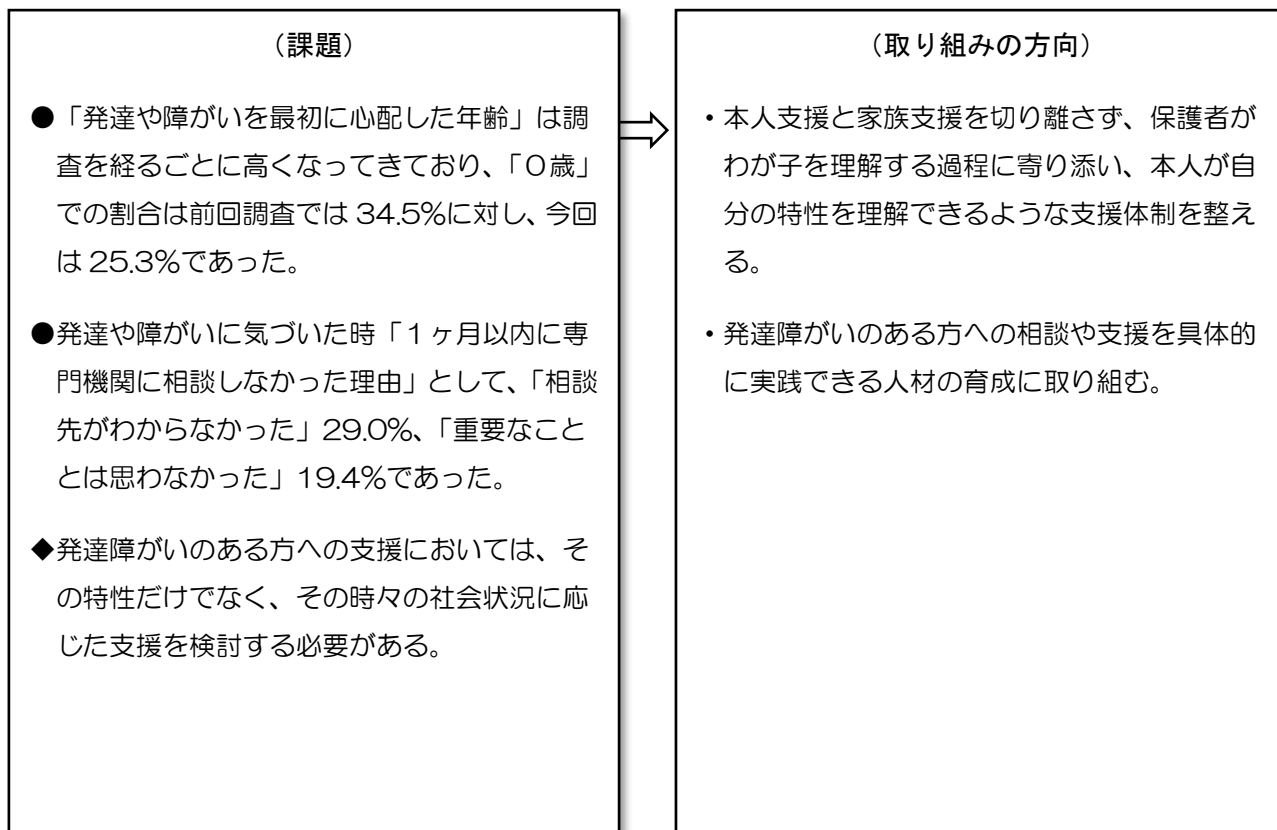 （課題）
●「発達や障がいを最初に心配した年齢」は調
査を経るごとに高くなってきており、「０歳」
での割合は前回調査では 34.5%に対し、今回
は 25.3%であった。
●発達や障がいに気づいた時「１ヶ月以内に専
門機関に相談しなかった理由」として、「相談
先がわからなかった」29.0%、「重要なこと
とは思わなかった」19.4%であった。
◆発達障がいのある方への支援においては、そ
の特性だけでなく、その時々の社会状況に応
じた支援を検討する必要がある。
（取り組みの方向）
・本人支援と家族支援を切り離さず、保護者が
わが子を理解する過程に寄り添い、本人が自
分の特性を理解できるような支援体制を整え
る。
・発達障がいのある方への相談や支援を具体的
に実践できる人材の育成に取り組む。